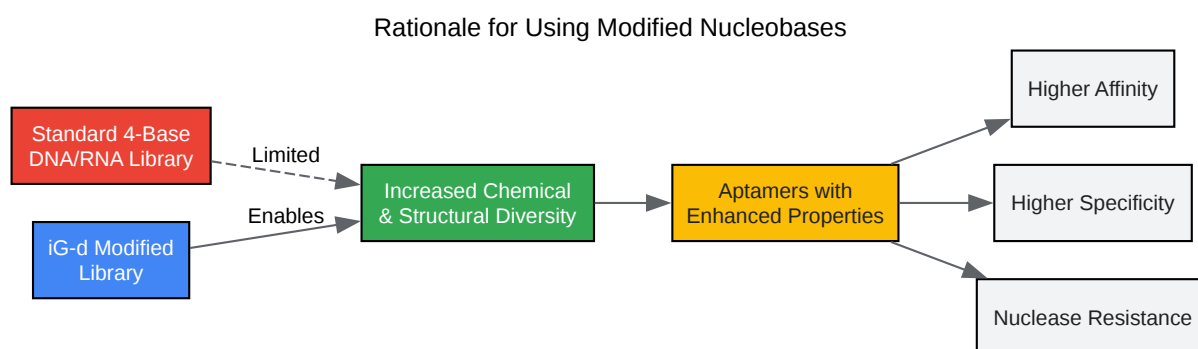 Rationale for Using Modified Nucleobases
Standard 4-Base
DNA/RNA Library
Limited
iG-d Modified
Library
Enables
Increased Chemical
& Structural Diversity
Aptamers with
Enhanced Properties
Higher Affinity
Higher Specificity
Nuclease Resistance